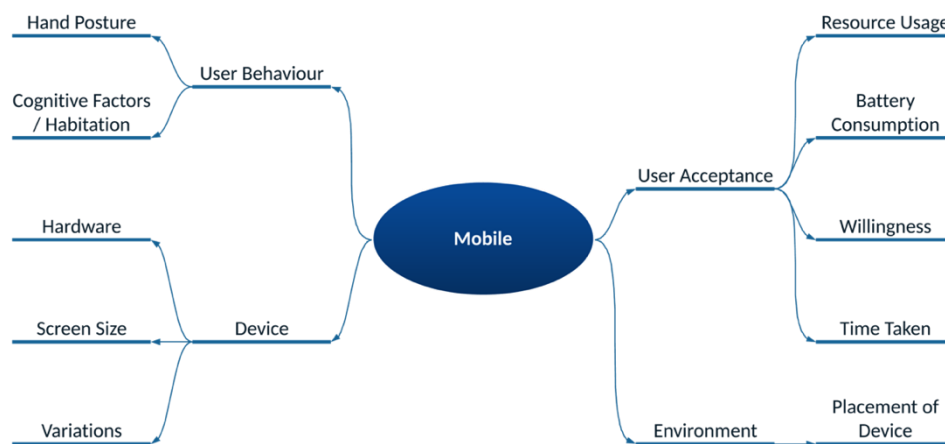 Hand Posture
User Behaviour
Cognitive Factors
/ Habitation
Hardware
Screen Size
Device
Variations
Mobile
Resource Usage
Battery
Consumption
User Acceptance
Willingness
Time Taken
Environment
Placement of
Device